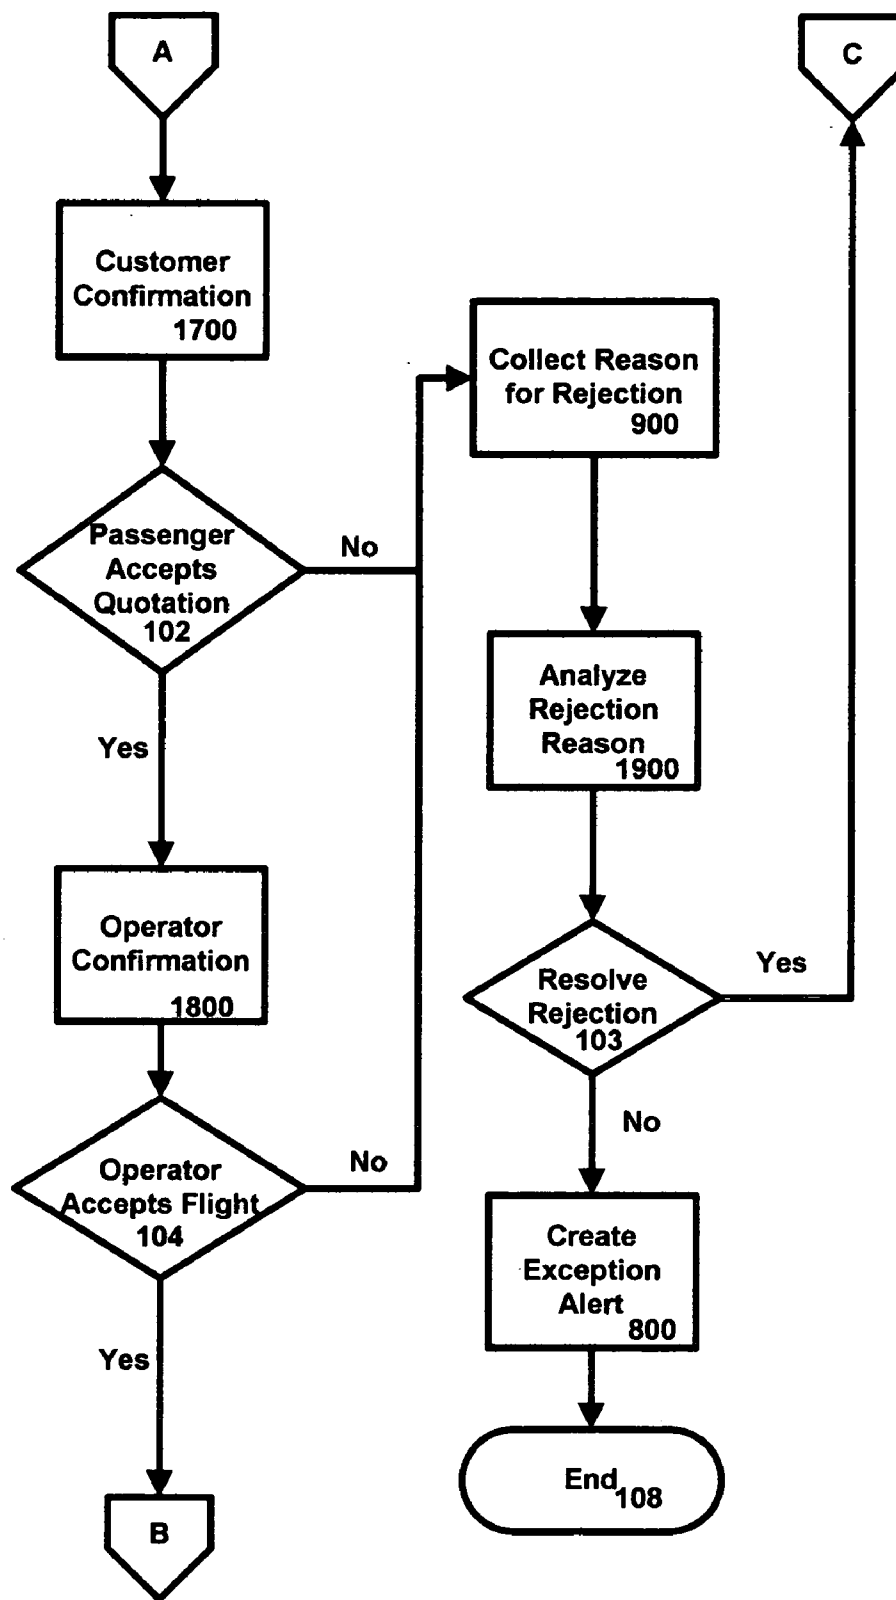 A
C
Customer
Confirmation
1700
Collect Reason
for Rejection
900
Passenger
Accepts
Quotation
102
No
Analyze
Rejection
Reason
1900
Yes
Operator
Confirmation
1800
Resolve
Rejection
103
Yes
No
Operator
Accepts Flight
104
No
Create
Exception
Alert
800
Yes
End
108
B